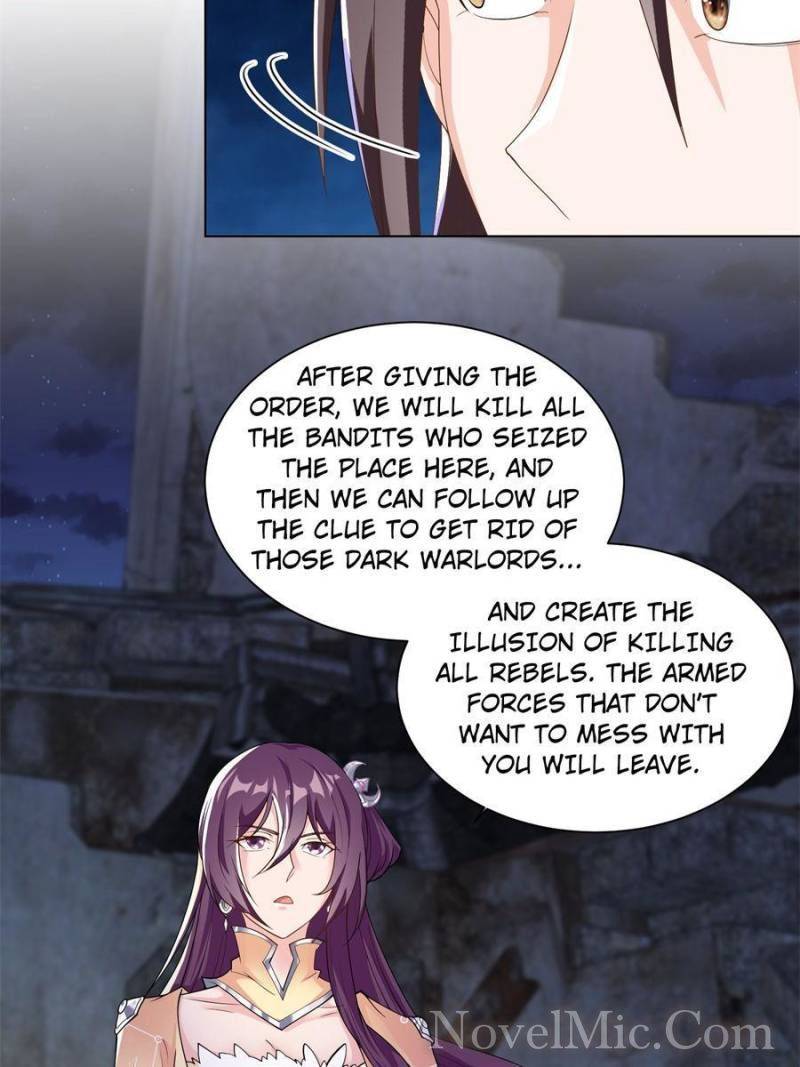 AFTER GIVING THE
ORDER, WE WILL KILL ALL
THE BANDITS WHO SEIZED
THE PLACE HERE, AND
THEN WE CAN FOLLOW UP
THE CLUE TO GET RID OF
THOSE DARK WARLORDS...
AND CREATE THE
ILLUSION OF KILLING
ALL REBELS. THE ARMED
FORCES THAT DON'T
WANT TO MESS WITH
YOU WILL LEAVE.
NovelMic.Com